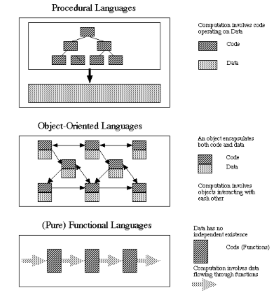 Procedural Languages
Computation involves code
operating on Data
Code
Data
Object-Oriented Languages
An object encapsulates
both code and data
Code
Data
Computation involves
objects interacting with
each other
(Pure) Functional Languages
Data has no
independent existence
Code (Functions)
Computation involves data
flowing through functions